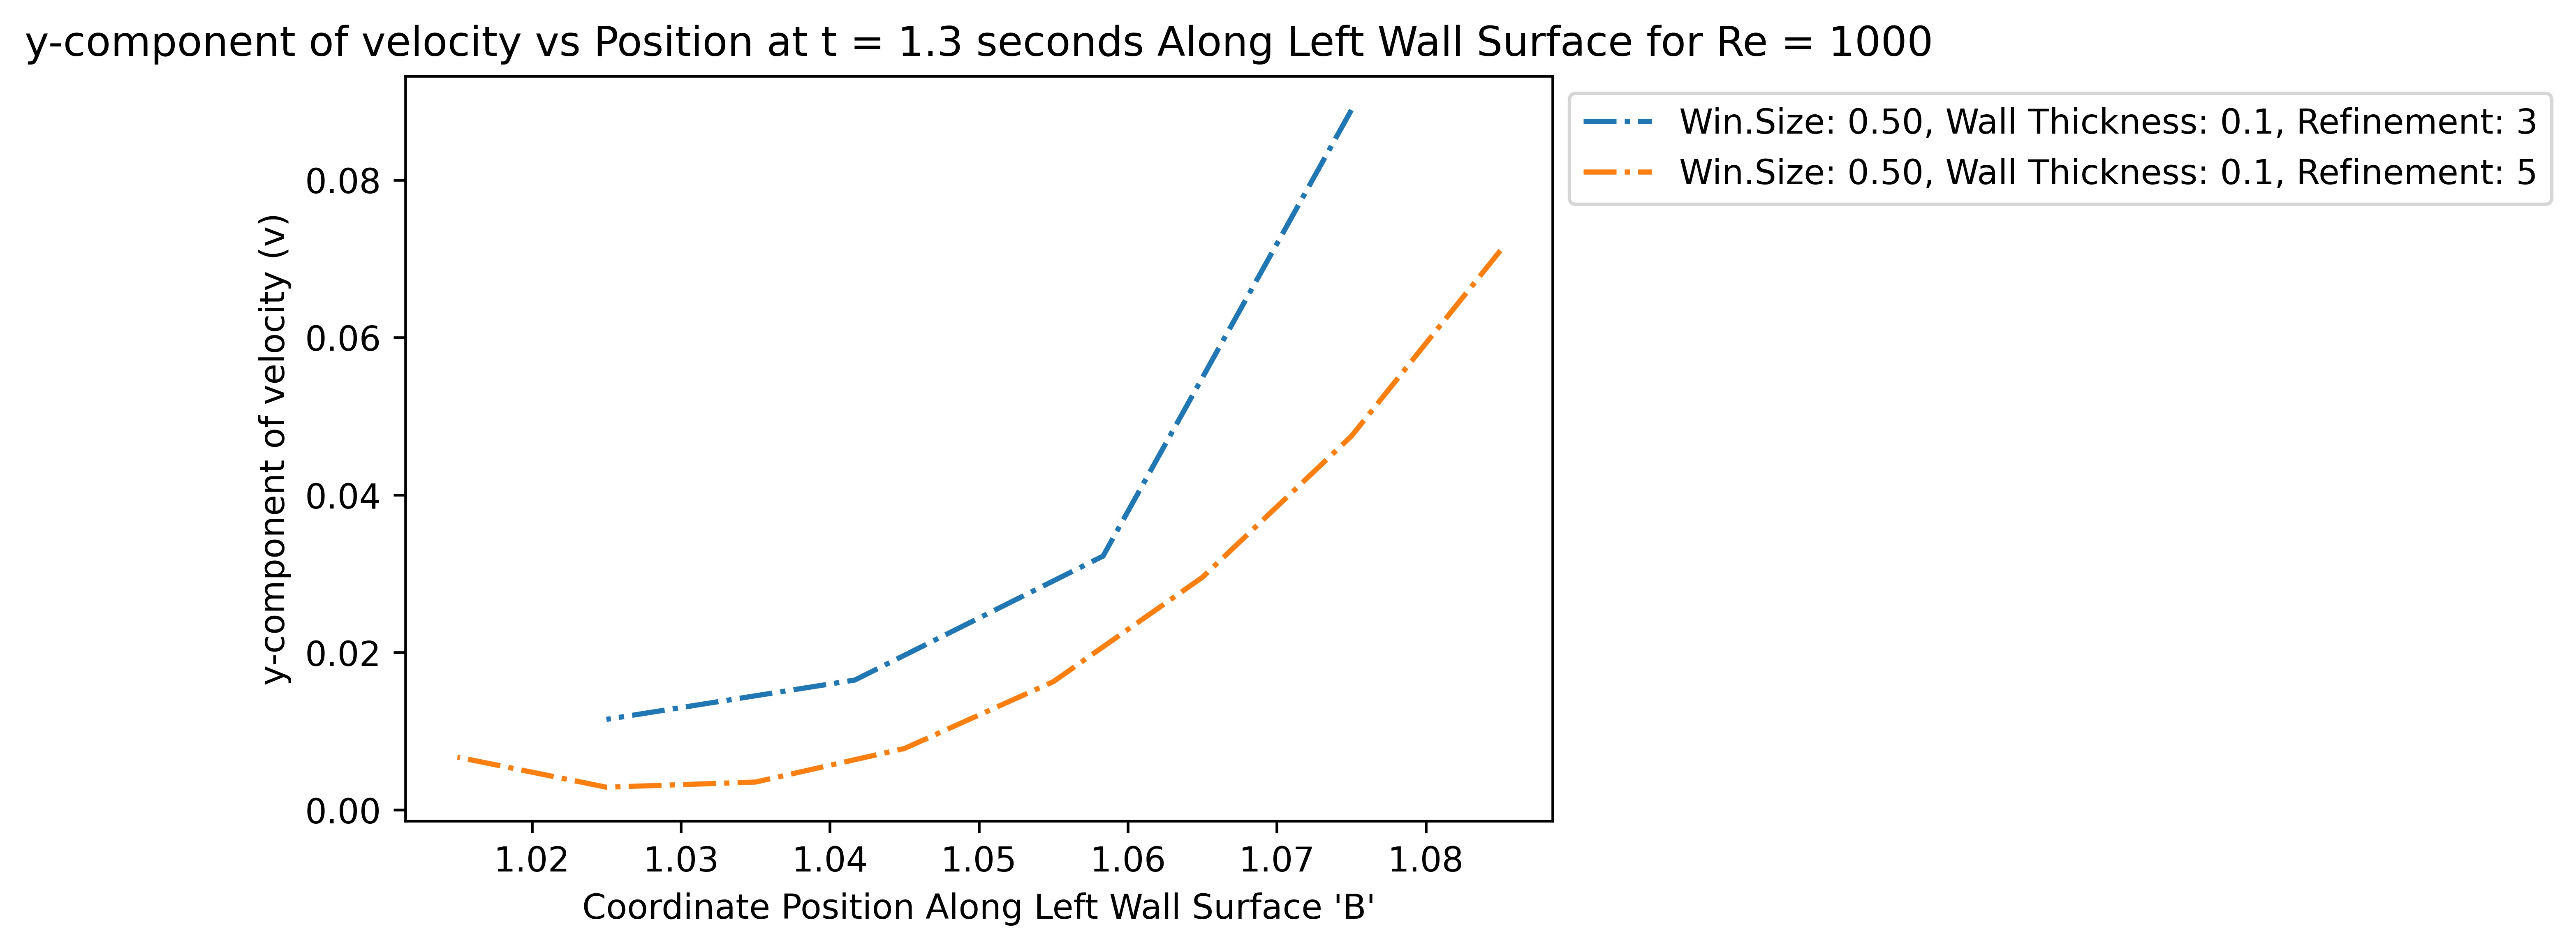 y-component of velocity vs Position at t = 1.3 seconds Along Left Wall Surface for Re = 1000
Win.Size: 0.50, Wall Thickness: 0.1, Refinement: 3
Win.Size: 0.50, Wall Thickness: 0.1, Refinement: 5
y-component of velocity (v)
0.08
0.06
0.04
0.02
0.00
1.02 1.03 1.04 1.05 1.06 1.07 1.08
Coordinate Position Along Left Wall Surface 'B'